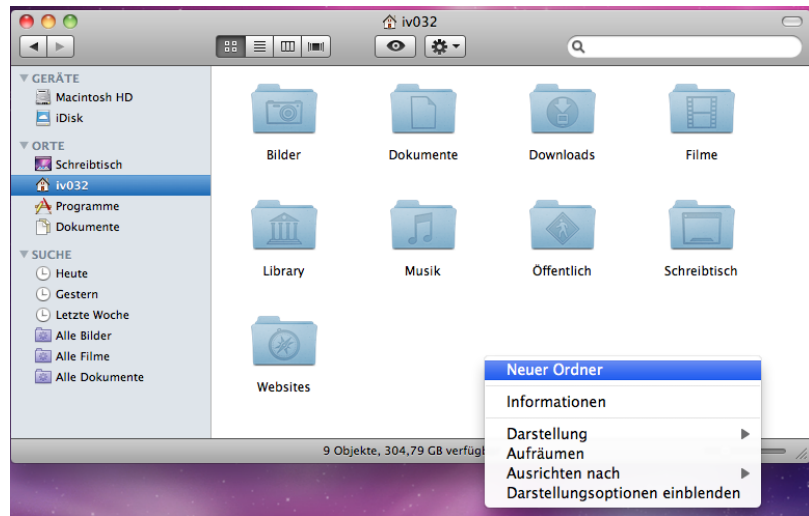 iv032
GERÄTE
Macintosh HD
iDisk
ORTE
Schreibtisch
iv032
Programme
Dokumente
SUCHE
Heute
Gestern
Letzte Woche
Alle Bilder
Alle Filme
Alle Dokumente
Bilder
Dokumente
Downloads
Filme
Library
Musik
Öffentlich
Schreibtisch
Websites
Neuer Ordner
Informationen
Darstellung
Aufräumen
Ausrichten nach
Darstellungsoptionen einblenden
9 Objekte, 304,79 GB verfügb